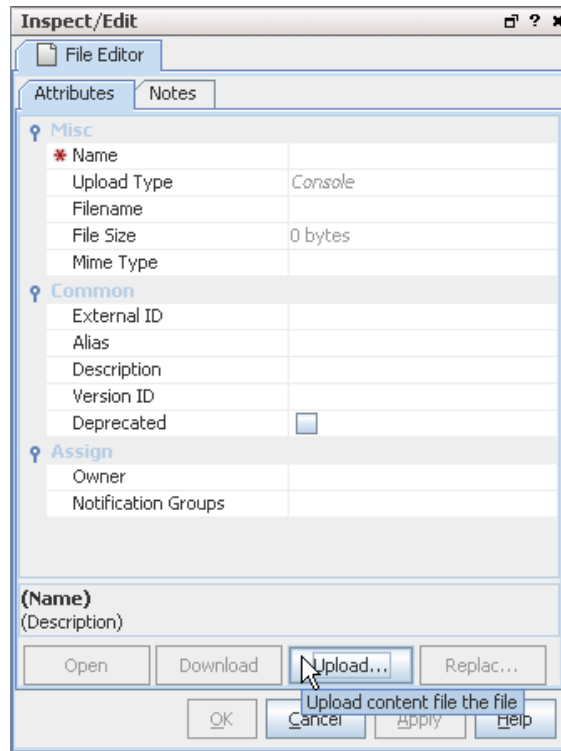 Inspect/Edit
File Editor
Attributes Notes
Misc
Name
Upload Type Console
Filename
File Size 0 bytes
Mime Type
Common
External ID
Alias
Description
Version ID
Deprecated
Assign
Owner
Notification Groups
(Name)
(Description)
Open Download Upload... Replac...
Upload content file the file
OK Cancel Apply Help